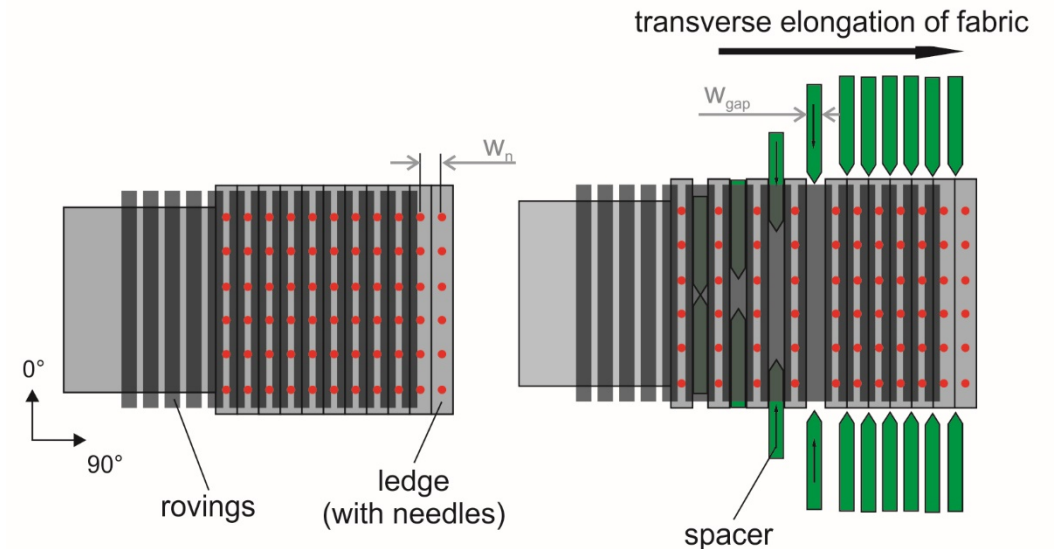 transverse elongation of fabric
w_gap
w_n
0°
90°
rovings
ledge
(with needles)
spacer